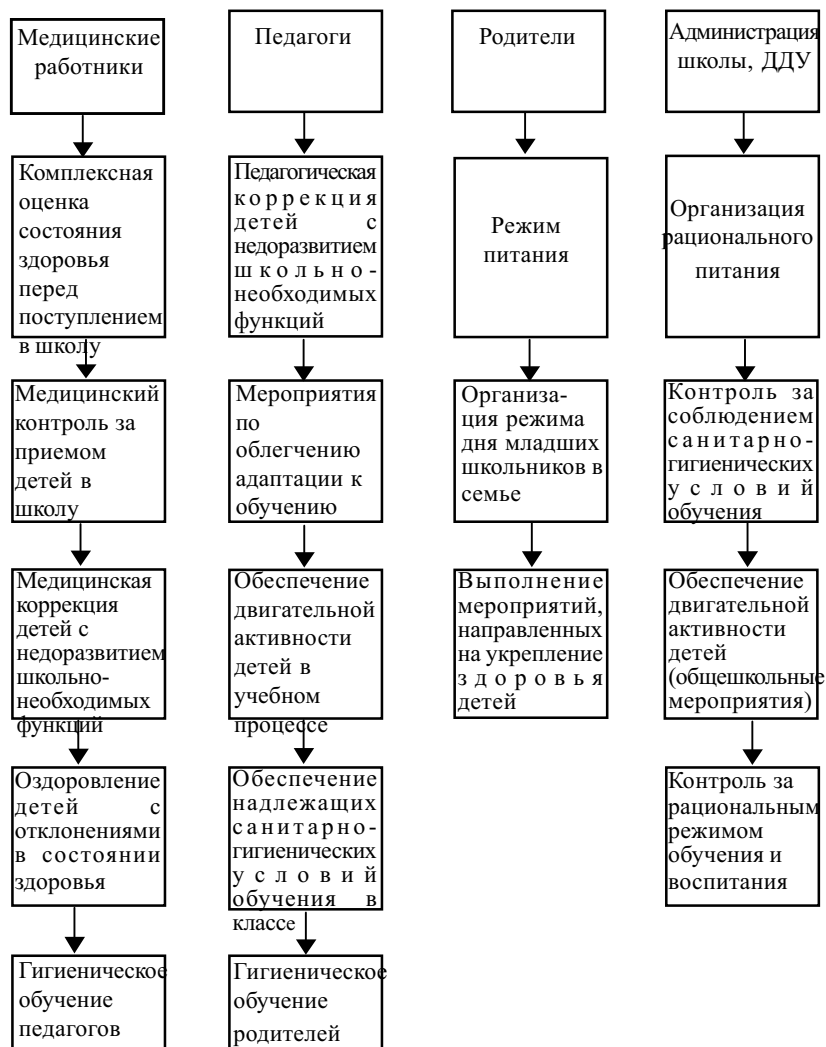 Медицинские
работники
Педагоги
Родители
Администрация
школы, ДДУ
Комплексная
оценка
состояния
здоровья
перед
поступлением
в школу
Педагогическая
коррекция
детей с
недоразвитием
школьно-
необходимых
функций
Режим
питания
Организация
рационального
питания
Медицинский
контроль за
приемом
детей в
школу
Мероприятия
по
облегчению
адаптации к
обучению
Организа-
ция режима
дня младших
школьников в
семье
Контроль за
соблюдением
санитарно-
гигиенических
условий
обучения
Медицинская
коррекция
детей с
недоразвитием
школьно-
необходимых
функций
Обеспечение
двигательной
активности
детей в
учебном
процессе
Выполнение
мероприятий,
направленных
на укрепление
здоровья
детей
Обеспечение
двигательной
активности
детей
(общешкольные
мероприятия)
Оздоровление
детей с
отклонениями
в состоянии
здоровья
Обеспечение
надлежащих
санитарно-
гигиенических
условий
обучения в
классе
Контроль за
рациональным
режимом
обучения и
воспитания
Гигиеническое
обучение
педагогов
Гигиеническое
обучение
родителей